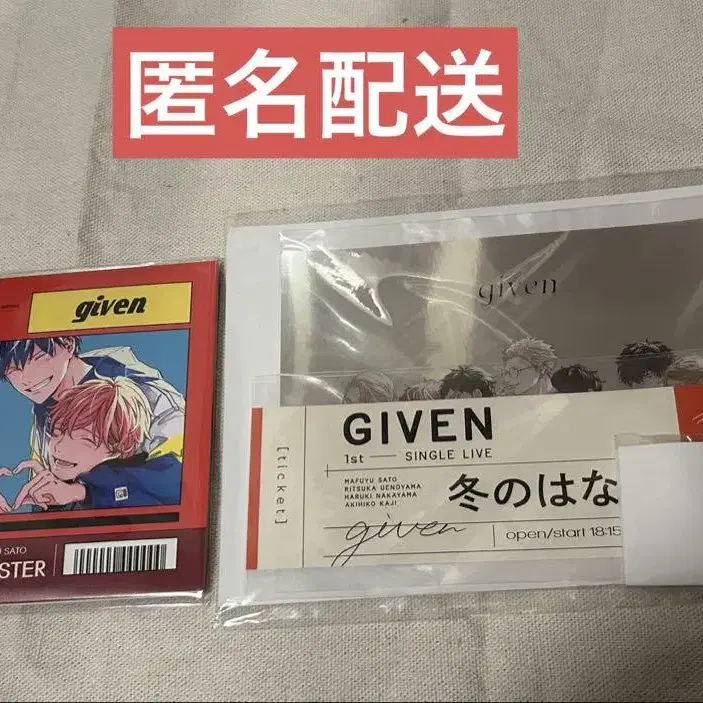 匿名配送
given
given
GIVEN
1st — SINGLE LIVE
[ticket]
MAFUYU SATO
RITSUKA UENOYAMA
HARUKI NAKAYAMA
AKIHIKO KAJI
冬のはな
given
open/start 18:15
SATO
STER